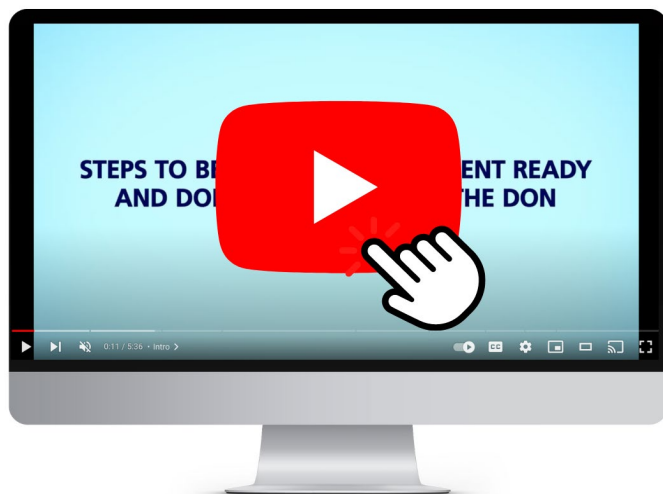 STEPS TO BE ENT READY
AND DO THE DON
0:11 / 5:36 • Intro >
CC